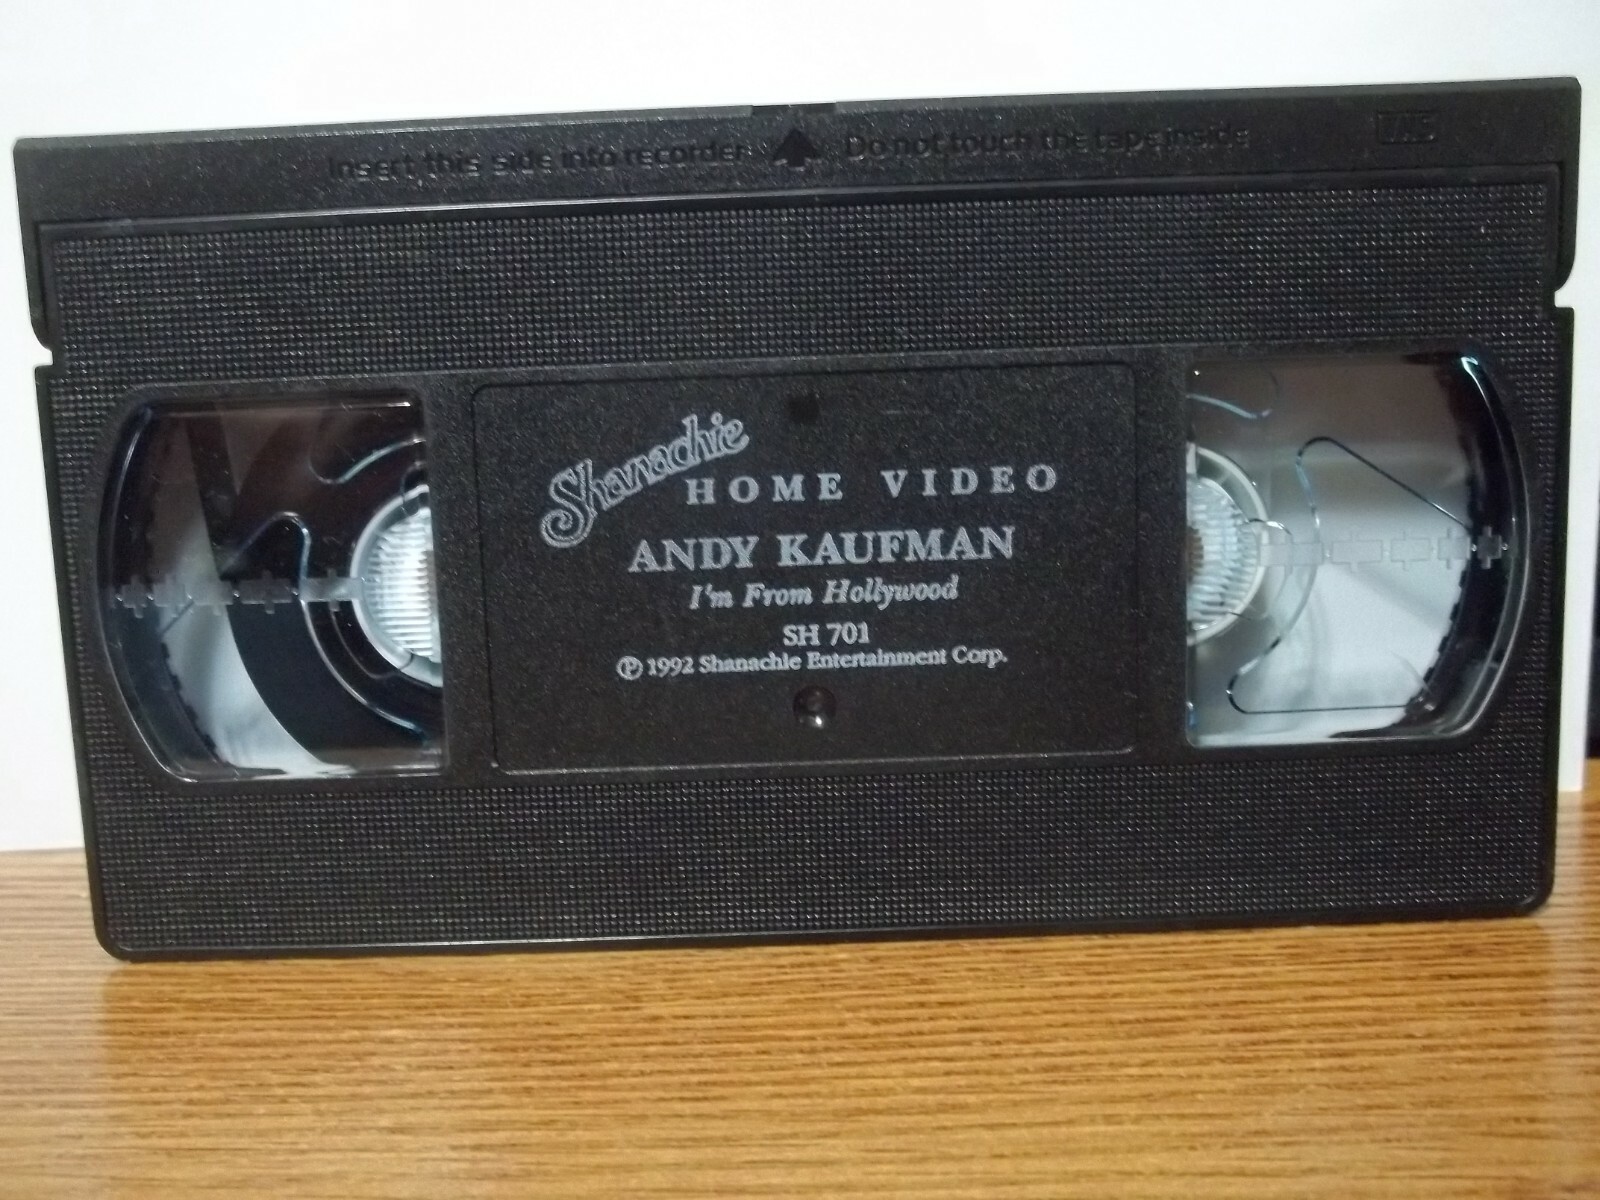 Insert this side into recorder Do not touch the tape inside
VHS
Shanachie
HOME VIDEO
ANDY KAUFMAN
I'm From Hollywood
SH 701
℗ 1992 Shanachie Entertainment Corp.